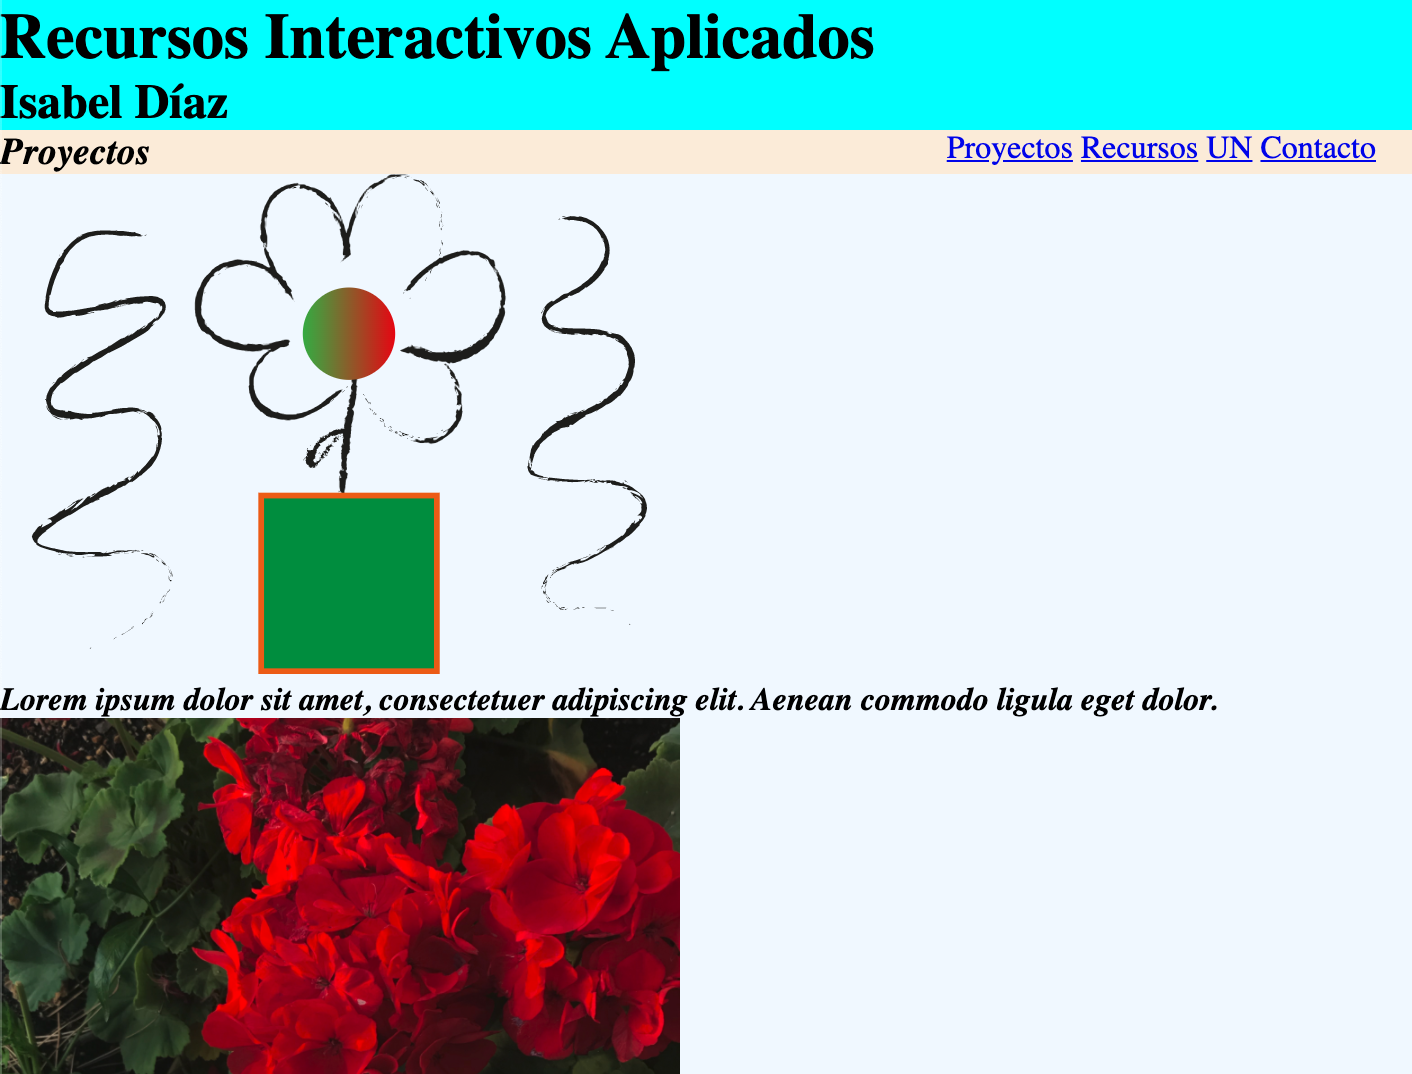 Recursos Interactivos Aplicados
Isabel Díaz
Proyectos
Proyectos Recursos UN Contacto
Lorem ipsum dolor sit amet, consectetuer adipiscing elit. Aenean commodo ligula eget dolor.